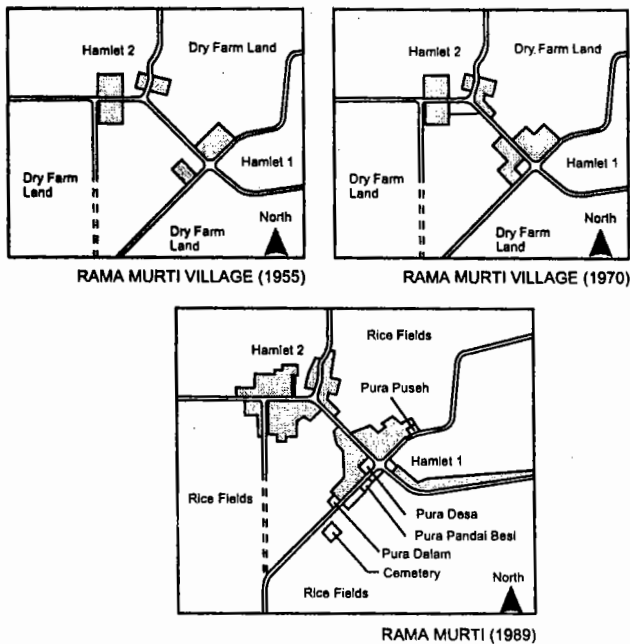 Hamlet 2
Dry Farm Land
Dry Farm
Land
Hamlet 1
Dry Farm
Land
North
RAMA MURTI VILLAGE (1955)
Hamlet 2
Dry. Farm Land
Dry Farm
Land
Hamlet 1
Dry Farm
Land
North
RAMA MURTI VILLAGE (1970)
Rice Fields
Hamlet 2
Pura Puseh
Hamlet 1
Rice Fields
Pura Desa
Pura Pandai Besi
Pura Dalam
Cemetery
Rice Fields
North
RAMA MURTI (1989)